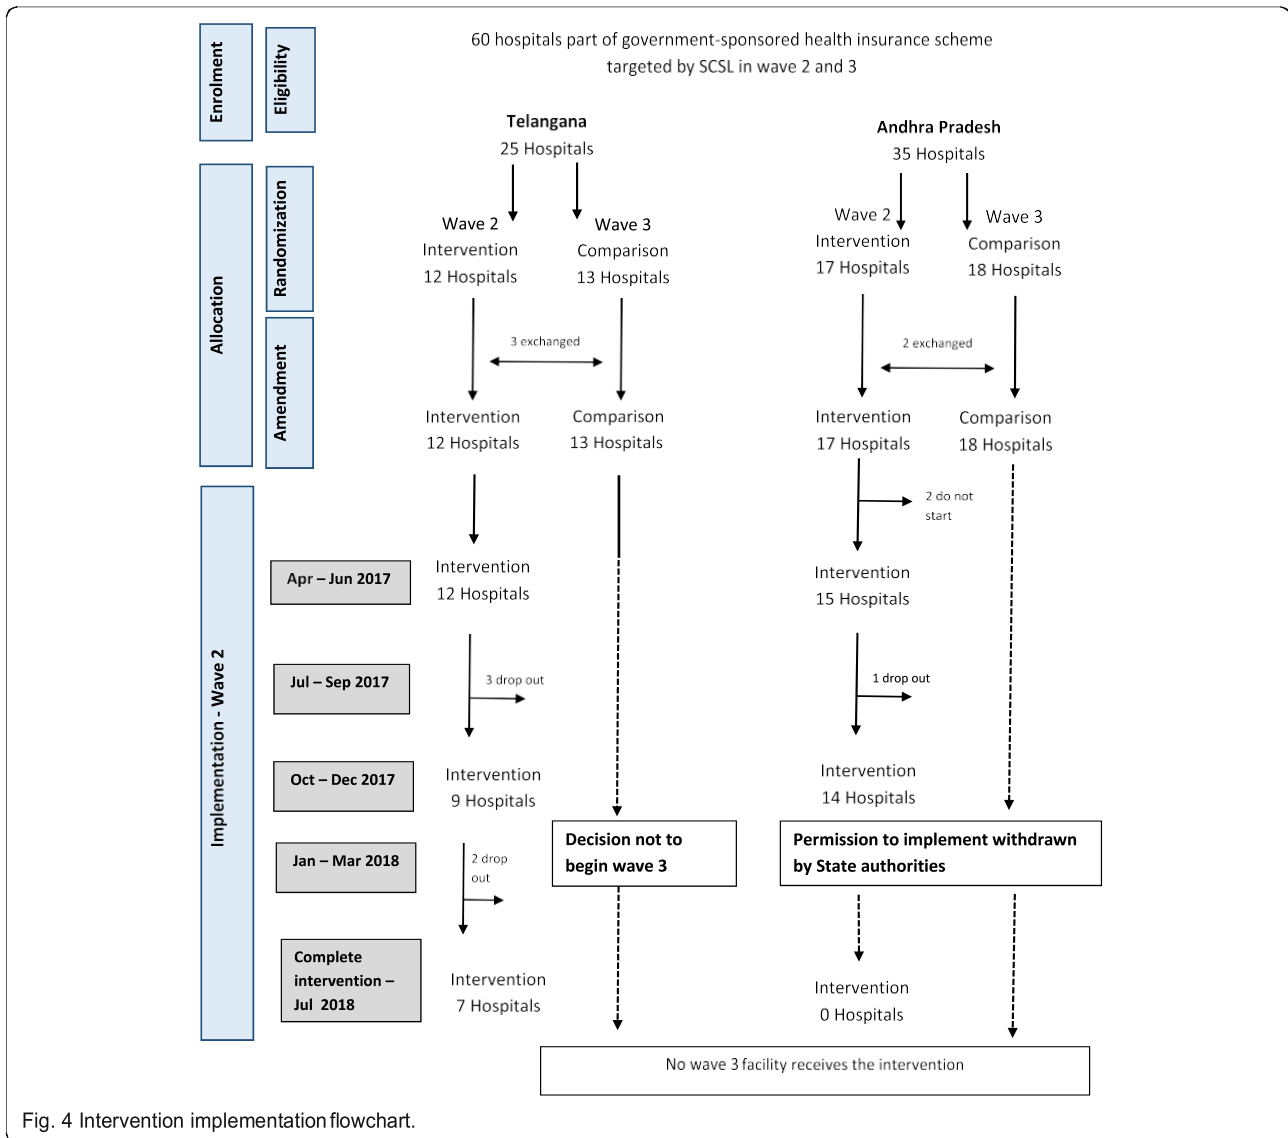 Enrolment
Eligibility
60 hospitals part of government-sponsored health insurance scheme
targeted by SCSL in wave 2 and 3
Telangana
25 Hospitals
Andhra Pradesh
35 Hospitals
Allocation
Randomization
Wave 2
Intervention
12 Hospitals
Wave 3
Comparison
13 Hospitals
Wave 2
Intervention
17 Hospitals
Wave 3
Comparison
18 Hospitals
Amendment
3 exchanged
2 exchanged
Intervention
12 Hospitals
Comparison
13 Hospitals
Intervention
17 Hospitals
Comparison
18 Hospitals
Implementation - Wave 2
2 do not
start
Apr – Jun 2017
Intervention
12 Hospitals
Intervention
15 Hospitals
Jul – Sep 2017
3 drop out
1 drop out
Oct – Dec 2017
Intervention
9 Hospitals
Intervention
14 Hospitals
Jan – Mar 2018
2 drop
out
Decision not to
begin wave 3
Permission to implement withdrawn
by State authorities
Complete
intervention –
Jul 2018
Intervention
7 Hospitals
Intervention
0 Hospitals
No wave 3 facility receives the intervention
Fig. 4 Intervention implementation flowchart.